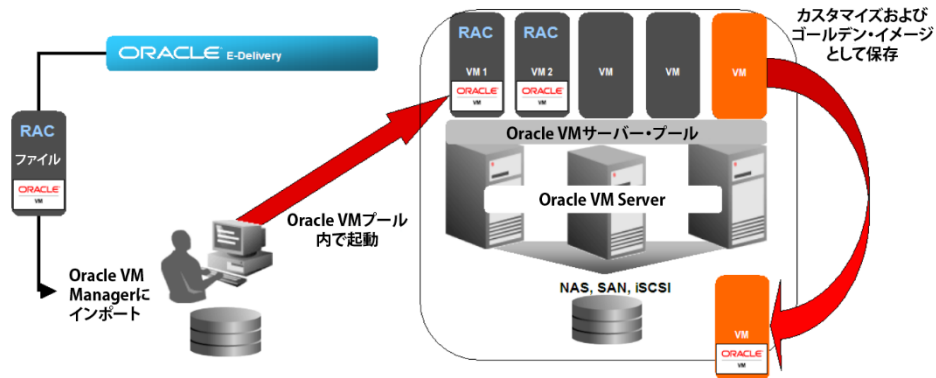 ORACLE E-Delivery
RAC
ファイル
ORACLE
VM
Oracle VM
Managerに
インポート
Oracle VMプール
内で起動
RAC
VM 1
ORACLE
VM
RAC
VM 2
ORACLE
VM
VM
VM
VM
Oracle VMサーバー・プール
Oracle VM Server
NAS, SAN, iSCSI
カスタマイズおよび
ゴールデン・イメージ
として保存
VM
ORACLE
VM